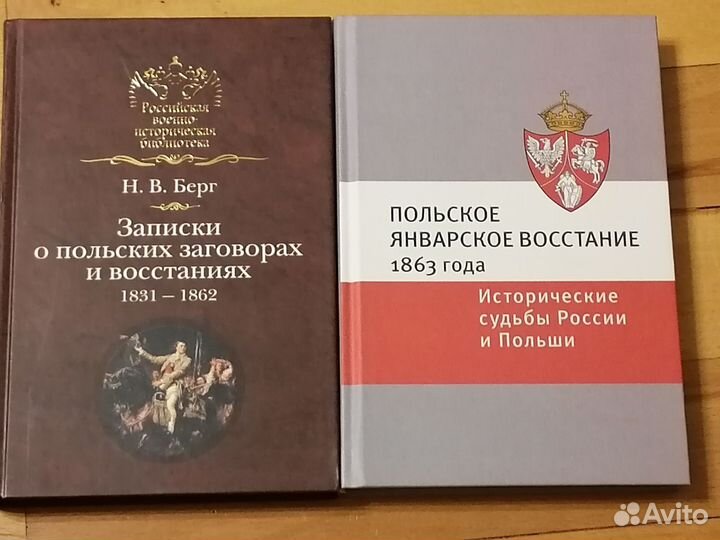 Российская
военно-
историческая
библиотека
Н. В. Берг
Записки
о польских заговорах
и восстаниях
1831 – 1862
ПОЛЬСКОЕ
ЯНВАРСКОЕ ВОССТАНИЕ
1863 года
Исторические
судьбы России
и Польши
Avito